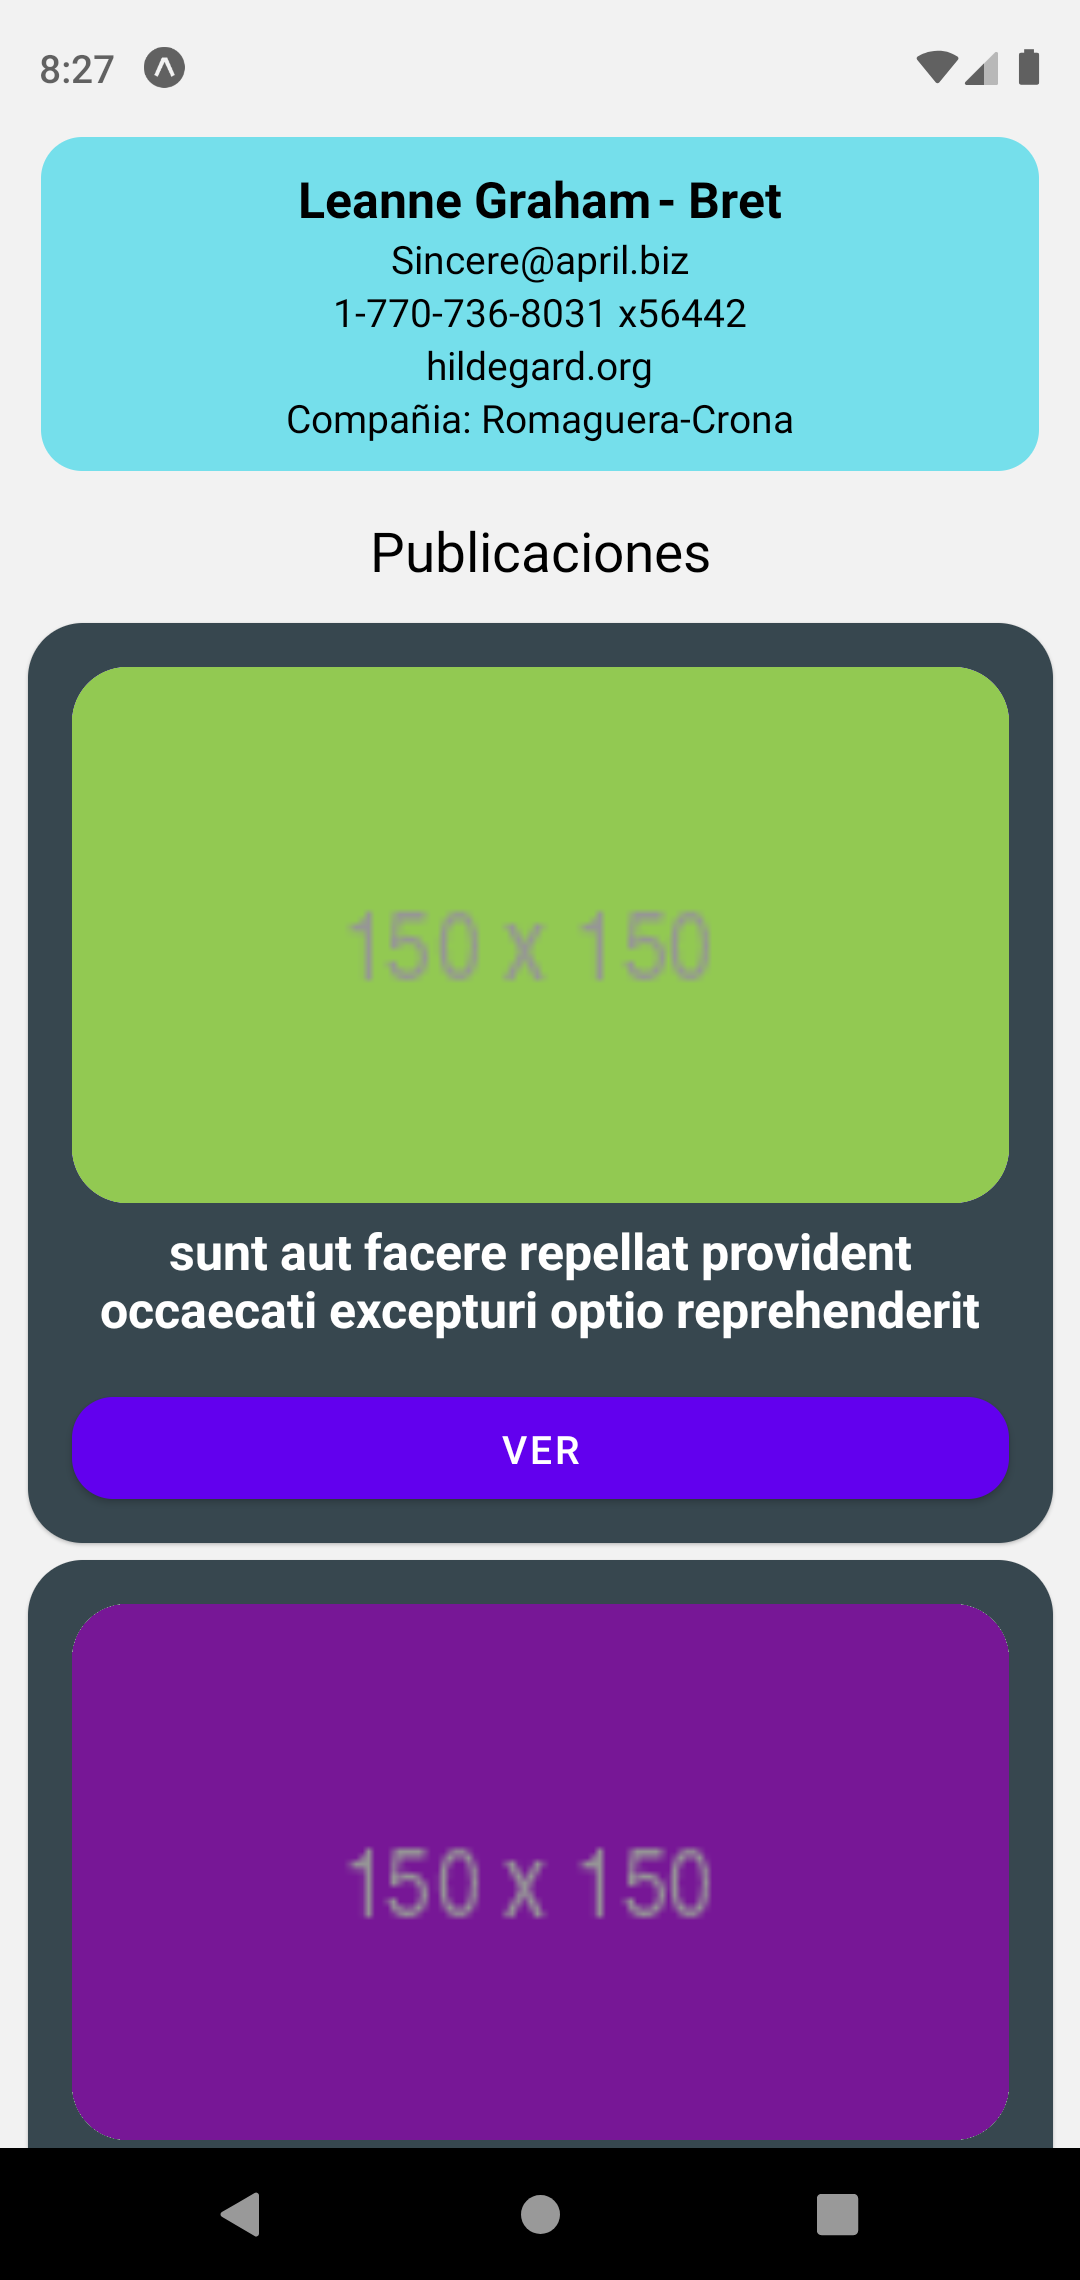 8:27
Leanne Graham - Bret
Sincere@april.biz
1-770-736-8031 x56442
hildegard.org
Compañia: Romaguera-Crona
Publicaciones
150 x 150
sunt aut facere repellat provident
occaecati excepturi optio reprehenderit
VER
150 x 150